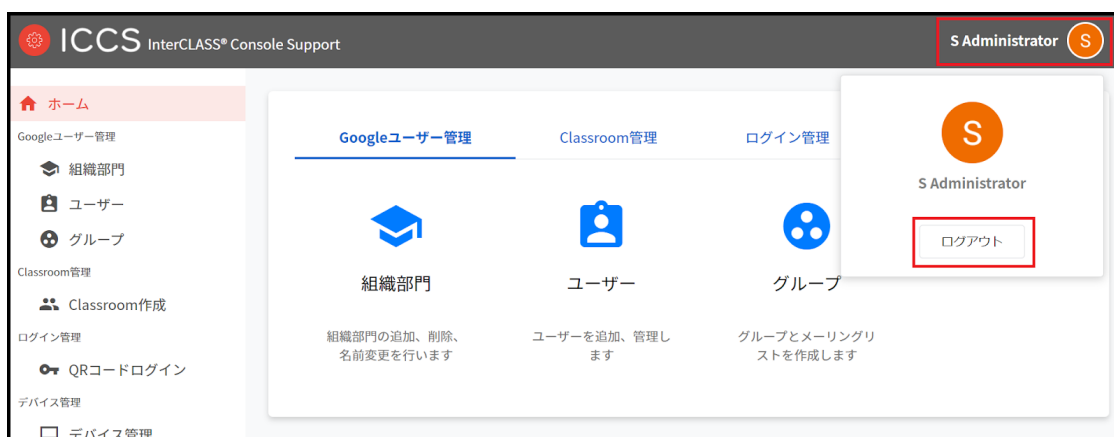 ICCS InterCLASS® Console Support
S Administrator
S
ホーム
Googleユーザー管理
組織部門
ユーザー
グループ
Classroom管理
Classroom作成
ログイン管理
QRコードログイン
デバイス管理
デバイス管理
Googleユーザー管理
Classroom管理
ログイン管理
組織部門
組織部門の追加、削除、
名前変更を行います
ユーザー
ユーザーを追加、管理し
ます
グループ
グループとメーリングリ
ストを作成します
S
S Administrator
ログアウト